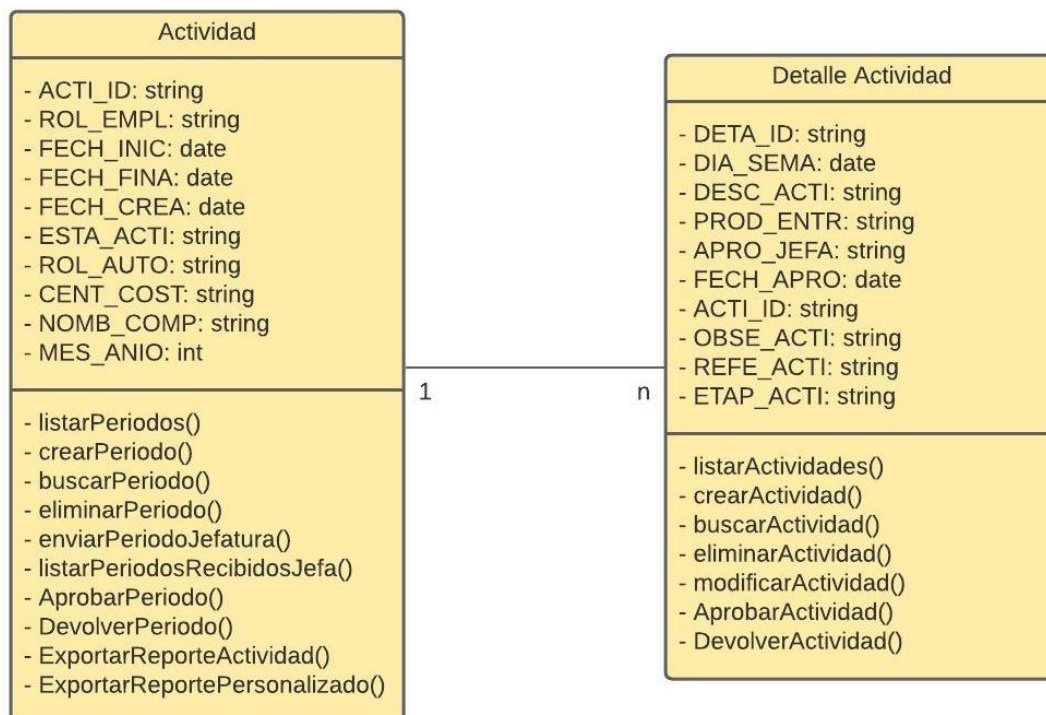 Actividad
- ACTI_ID: string
- ROL_EMPL: string
- FECH_INIC: date
- FECH_FINA: date
- FECH_CREA: date
- ESTA_ACTI: string
- ROL_AUTO: string
- CENT_COST: string
- NOMB_COMP: string
- MES_ANIO: int
- listarPeriodos()
- crearPeriodo()
- buscarPeriodo()
- eliminarPeriodo()
- enviarPeriodoJefatura()
- listarPeriodosRecibidosJefa()
- AprobarPeriodo()
- DevolverPeriodo()
- ExportarReporteActividad()
- ExportarReportePersonalizado()
1
n
Detalle Actividad
- DETA_ID: string
- DIA_SEMA: date
- DESC_ACTI: string
- PROD_ENTR: string
- APRO_JEFA: string
- FECH_APRO: date
- ACTI_ID: string
- OBSE_ACTI: string
- REFE_ACTI: string
- ETAP_ACTI: string
- listarActividades()
- crearActividad()
- buscarActividad()
- eliminarActividad()
- modificarActividad()
- AprobarActividad()
- DevolverActividad()